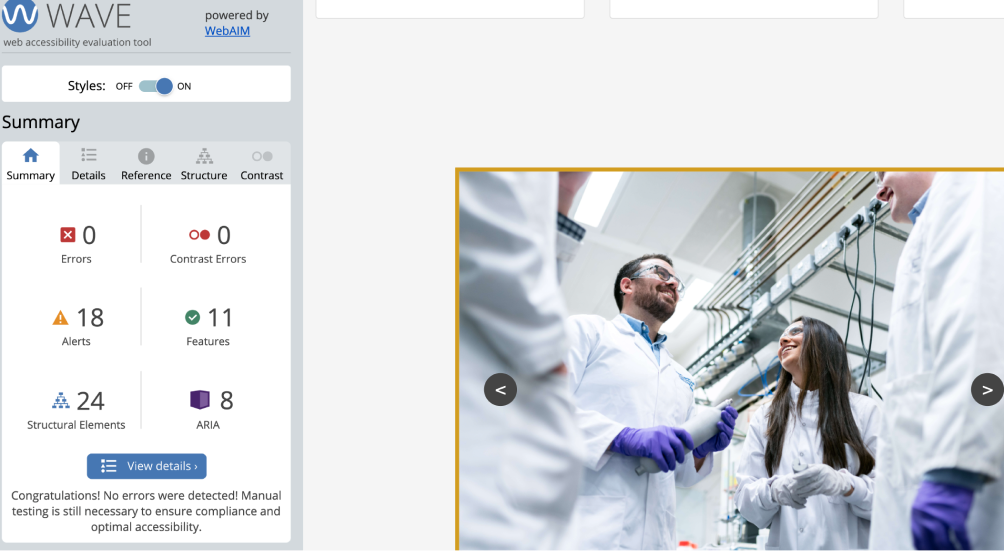 WAVE
powered by
WebAIM
web accessibility evaluation tool
Styles: OFF ON
Summary
Summary Details Reference Structure Contrast
0 0
Errors Contrast Errors
18 11
Alerts Features
24 8
Structural Elements ARIA
View details ›
Congratulations! No errors were detected! Manual
testing is still necessary to ensure compliance and
optimal accessibility.
< >